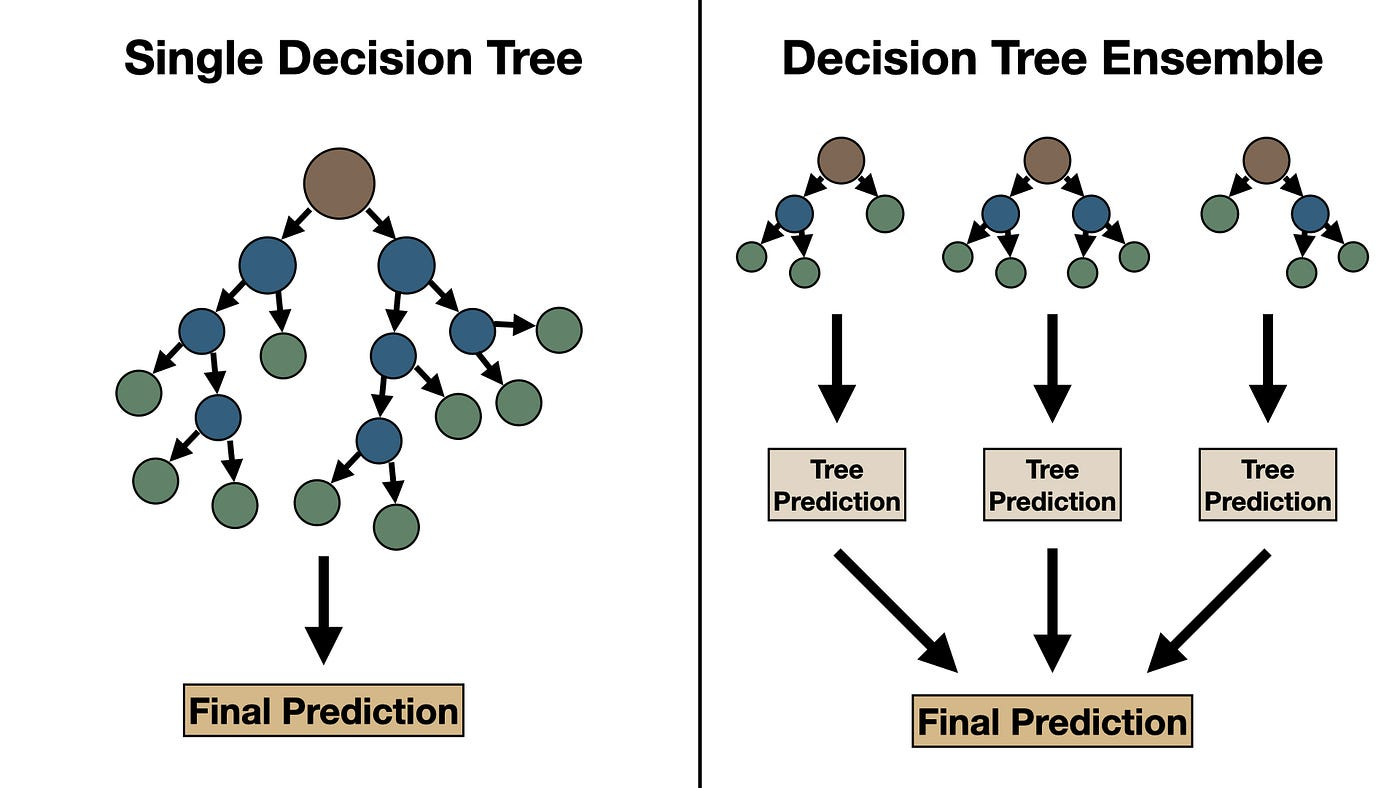 Single Decision Tree
Final Prediction
Decision Tree Ensemble
Tree
Prediction
Tree
Prediction
Tree
Prediction
Final Prediction